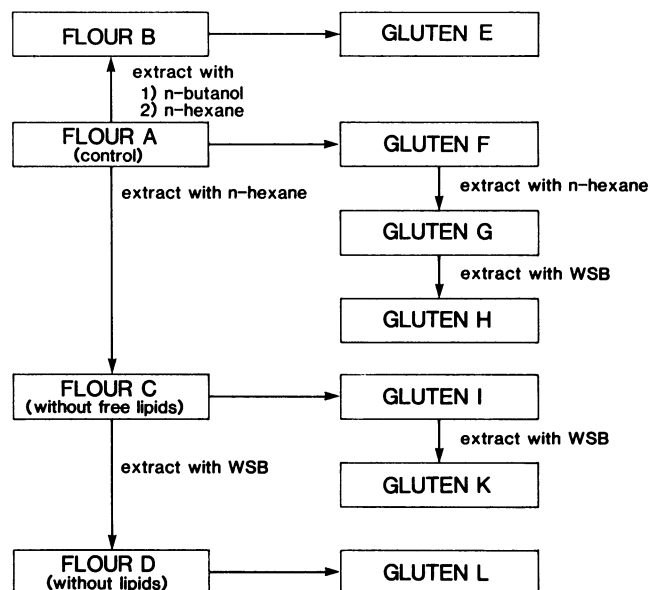 FLOUR B
GLUTEN E
extract with
1) n-butanol
2) n-hexane
FLOUR A
(control)
GLUTEN F
extract with n-hexane
extract with n-hexane
GLUTEN G
extract with WSB
GLUTEN H
FLOUR C
(without free lipids)
GLUTEN I
extract with WSB
extract with WSB
GLUTEN K
FLOUR D
(without lipids)
GLUTEN L